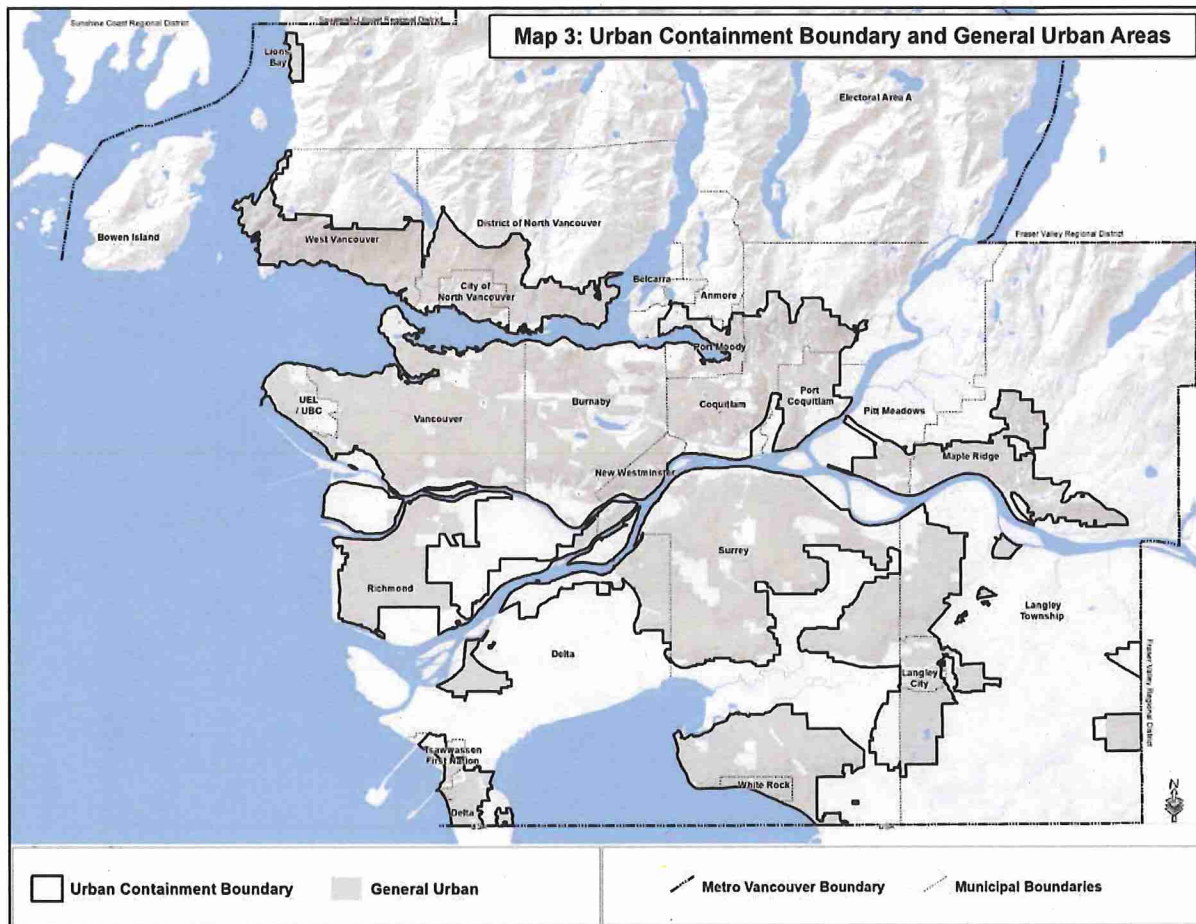 Sunshine Coast Regional District
Squamish-Lillooet Regional District
Map 3: Urban Containment Boundary and General Urban Areas
Lions
Bay
Electoral Area A
Bowen Island
West Vancouver
District of North Vancouver
Fraser Valley Regional District
City of
North Vancouver
Belcarra
Anmore
Port Moody
UEL
/ UBC
Vancouver
Burnaby
Coquitlam
Port
Coquitlam
Pitt Meadows
New Westminster
Maple Ridge
Surrey
Richmond
Langley
Township
Delta
Langley
City
Fraser Valley Regional District
Tsawwassen
First Nation
Delta
White Rock
N
Urban Containment Boundary
General Urban
Metro Vancouver Boundary
Municipal Boundaries